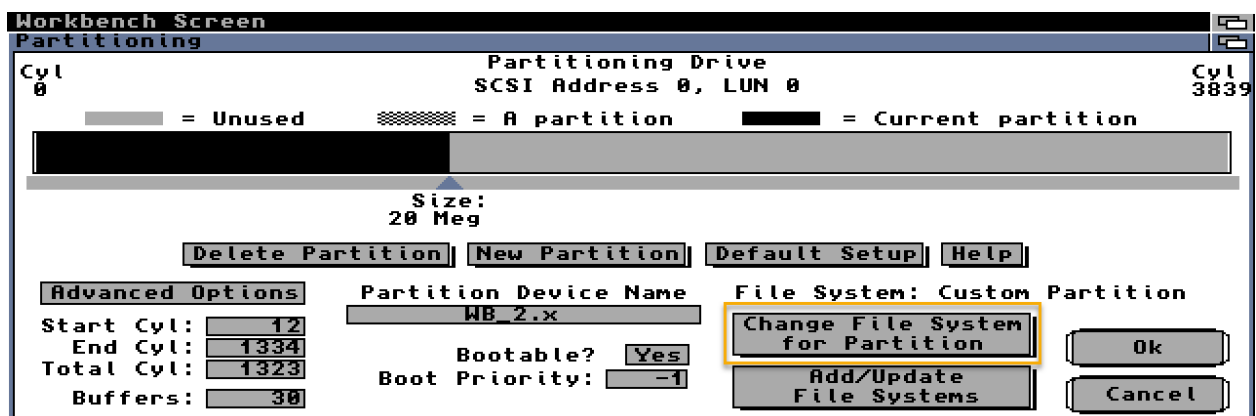 Workbench Screen
Partitioning
Partitioning Drive
SCSI Address 0, LUN 0
Cyl
0
Cyl
3839
= Unused
= A partition
= Current partition
Size:
20 Meg
Delete Partition
New Partition
Default Setup
Help
Advanced Options
Start Cyl: 12
End Cyl: 1334
Total Cyl: 1323
Buffers: 30
Partition Device Name
WB_2.x
Bootable? Yes
Boot Priority: -1
File System: Custom Partition
Change File System
for Partition
Add/Update
File Systems
Ok
Cancel